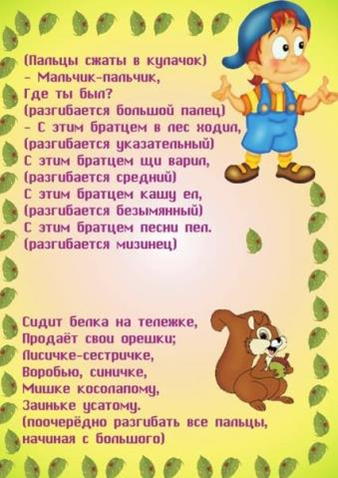 (Пальцы сжаты в кулачок)
- Мальчик-пальчик,
Где ты был?
(разгибается большой палец)
- С этим братцем в лес ходил,
(разгибается указательный)
С этим братцем щи варил,
(разгибается средний)
С этим братцем кашу ел,
(разгибается безымянный)
С этим братцем песни пел.
(разгибается мизинец)
Сидит белка на тележке,
Продаёт свои орешки;
Лисичке-сестричке,
Воробью, синичке,
Мишке косолапому,
Заиньке усатому.
(поочерёдно разгибать все пальцы,
начиная с большого)